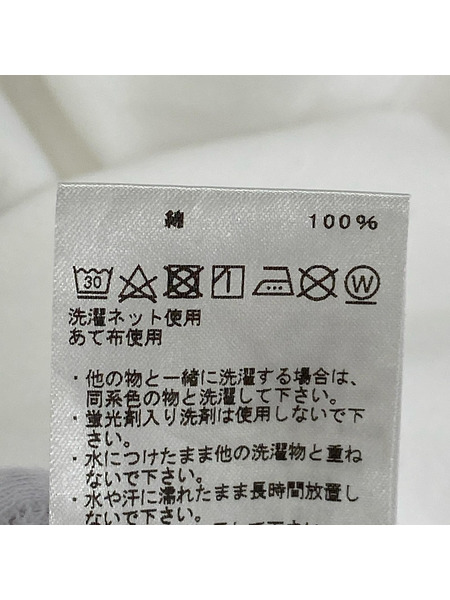 綿 100%
30 W
洗濯ネット使用
あて布使用
・他の物と一緒に洗濯する場合は、
同系色の物と洗濯して下さい。
・蛍光剤入り洗剤は使用しないで下
さい。
・水につけたまま他の洗濯物と重ね
ないで下さい。
・水や汗に濡れたまま長時間放置し
ないで下さい。